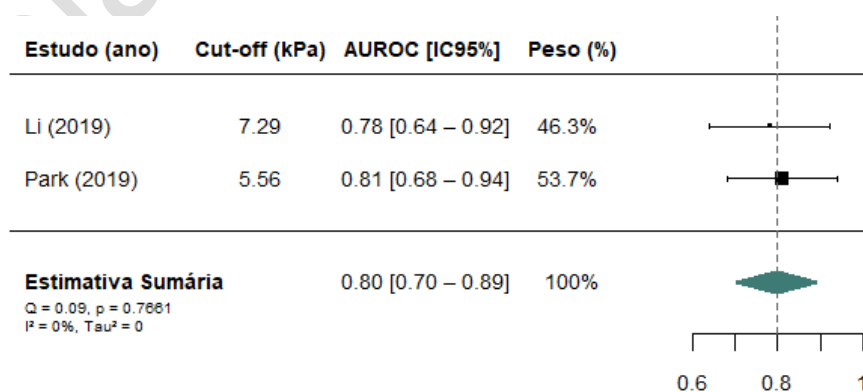 Estudo (ano) Cut-off (kPa) AUROC [IC95%] Peso (%)
Li (2019) 7.29 0.78 [0.64 – 0.92] 46.3%
Park (2019) 5.56 0.81 [0.68 – 0.94] 53.7%
Estimativa Sumária 0.80 [0.70 – 0.89] 100%
Q = 0.09, p = 0.7661
I² = 0%, Tau² = 0
0.6 0.8 1